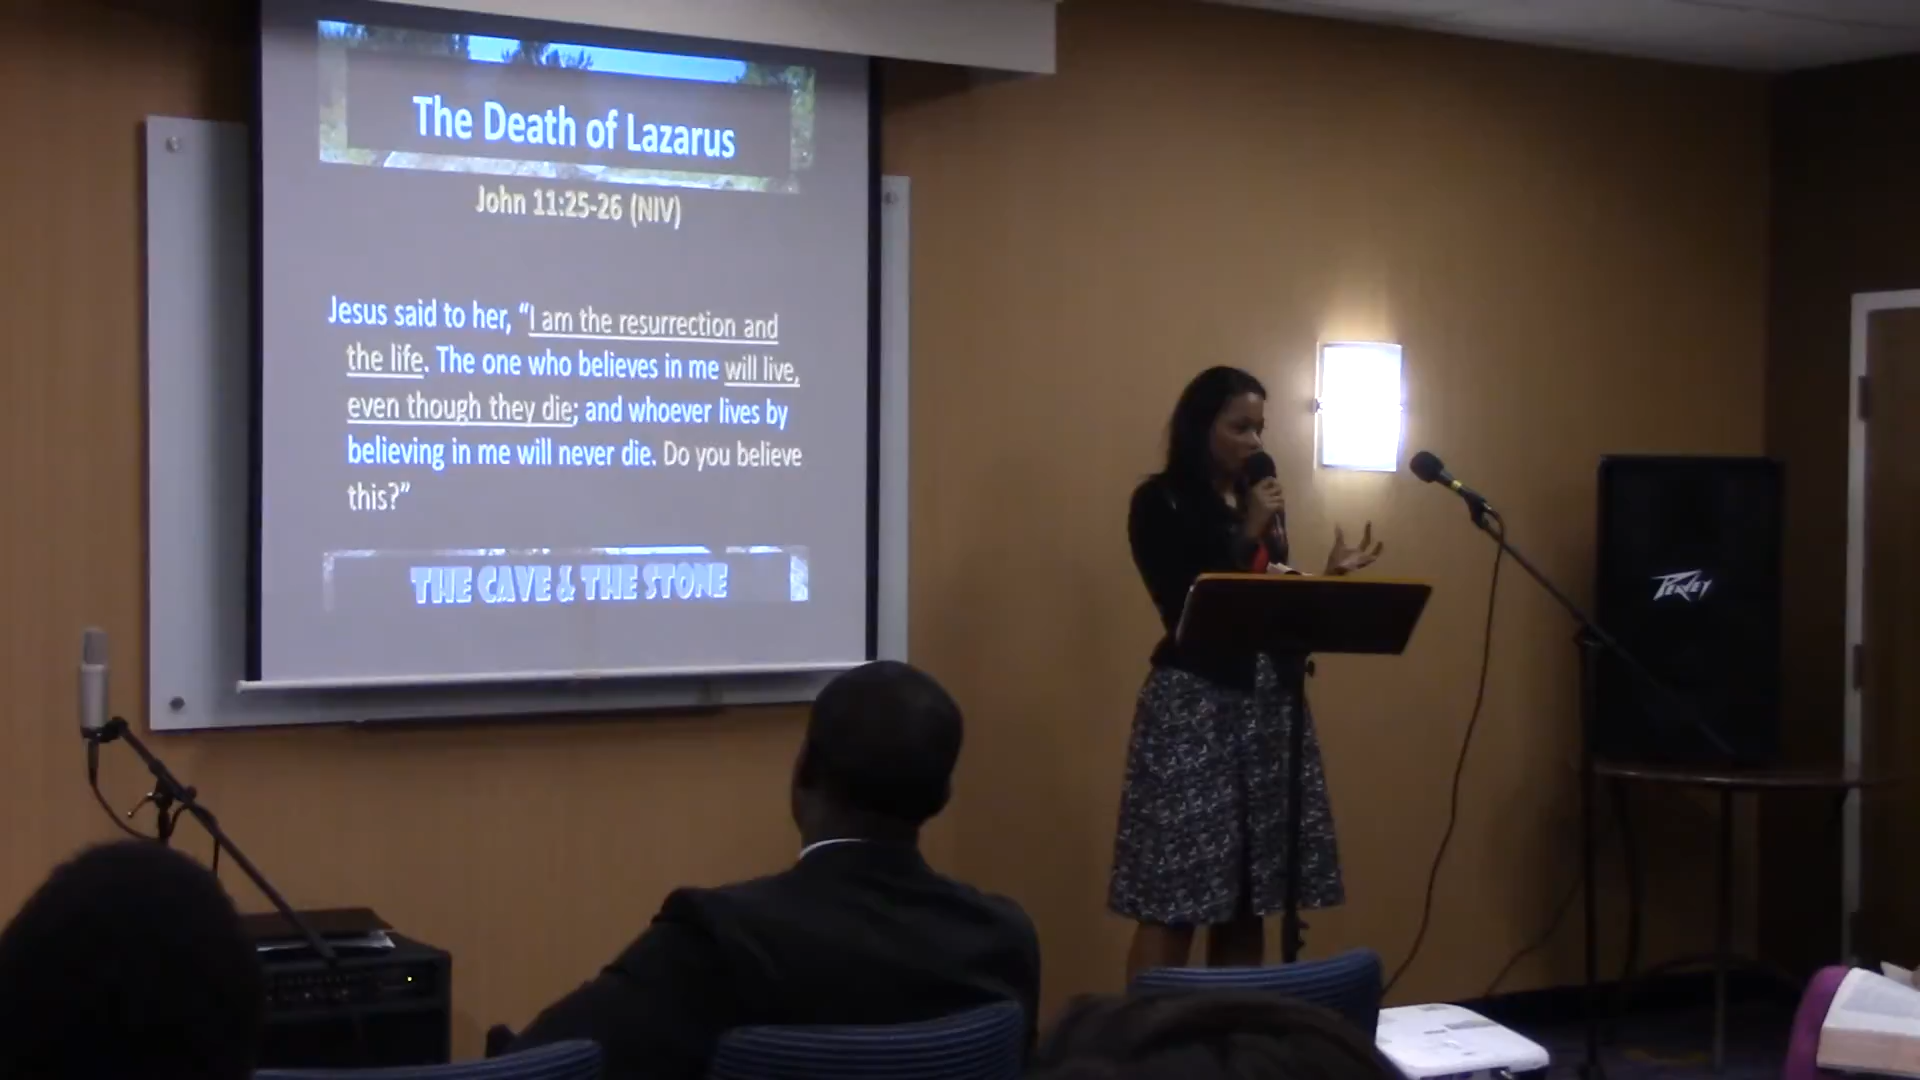 The Death of Lazarus
John 11:25-26 (NIV)
Jesus said to her, “I am the resurrection and
the life. The one who believes in me will live,
even though they die; and whoever lives by
believing in me will never die. Do you believe
this?”
THE CAVE & THE STONE
PEAVEY